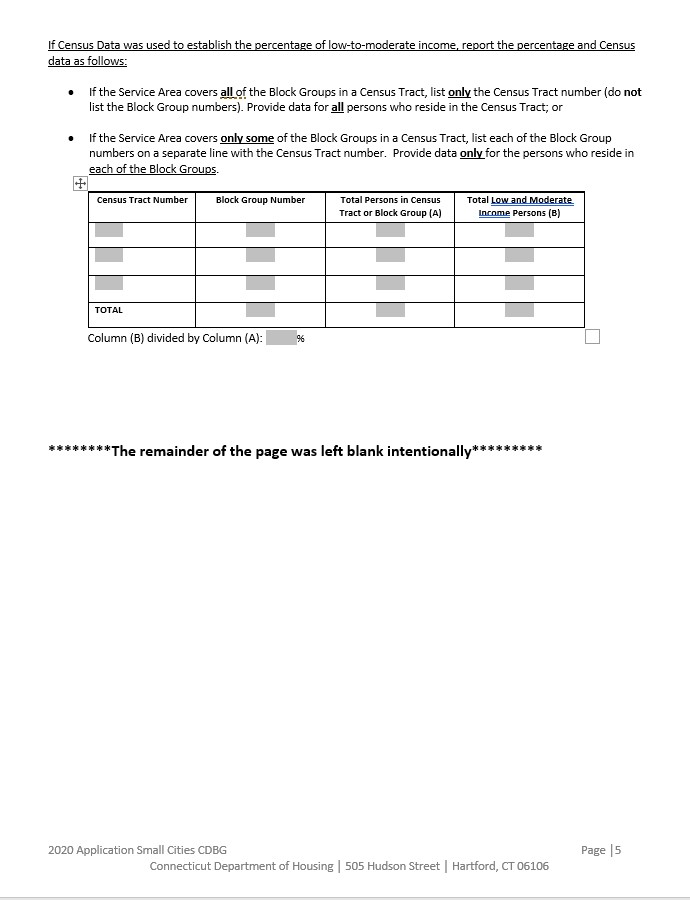 If Census Data was used to establish the percentage of low-to-moderate income, report the percentage and Census
data as follows:
• If the Service Area covers all of the Block Groups in a Census Tract, list only the Census Tract number (do not
list the Block Group numbers). Provide data for all persons who reside in the Census Tract; or
• If the Service Area covers only some of the Block Groups in a Census Tract, list each of the Block Group
numbers on a separate line with the Census Tract number. Provide data only for the persons who reside in
each of the Block Groups.
Census Tract Number Block Group Number Total Persons in Census Total Low and Moderate
Tract or Block Group (A) Income Persons (B)
TOTAL
Column (B) divided by Column (A): %
********The remainder of the page was left blank intentionally*********
2020 Application Small Cities CDBG Page |5
Connecticut Department of Housing | 505 Hudson Street | Hartford, CT 06106